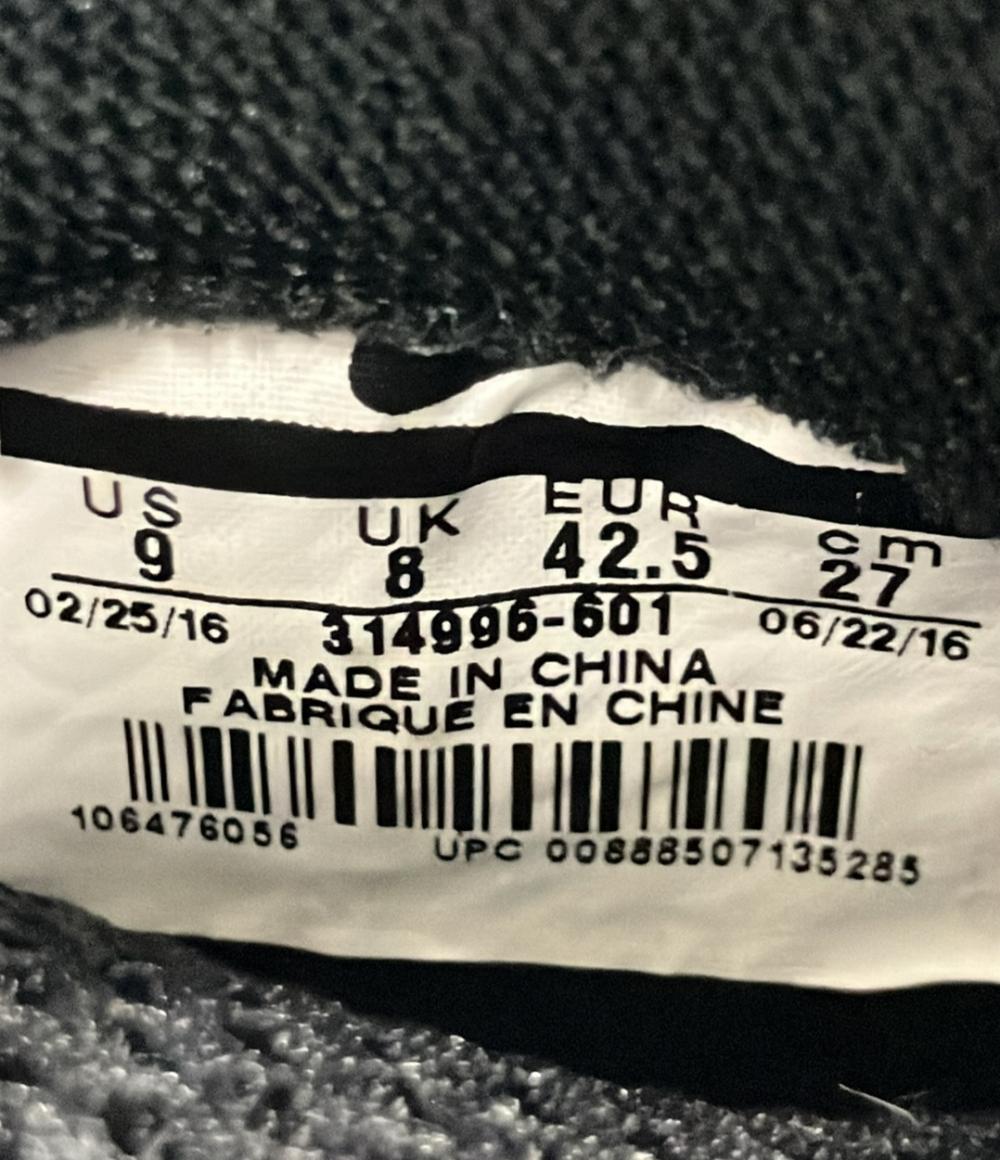 US UK EUR cm
9 8 42.5 27
02/25/16 314996-601 06/22/16
MADE IN CHINA
FABRIQUE EN CHINE
106476056 UPC 00888507135285